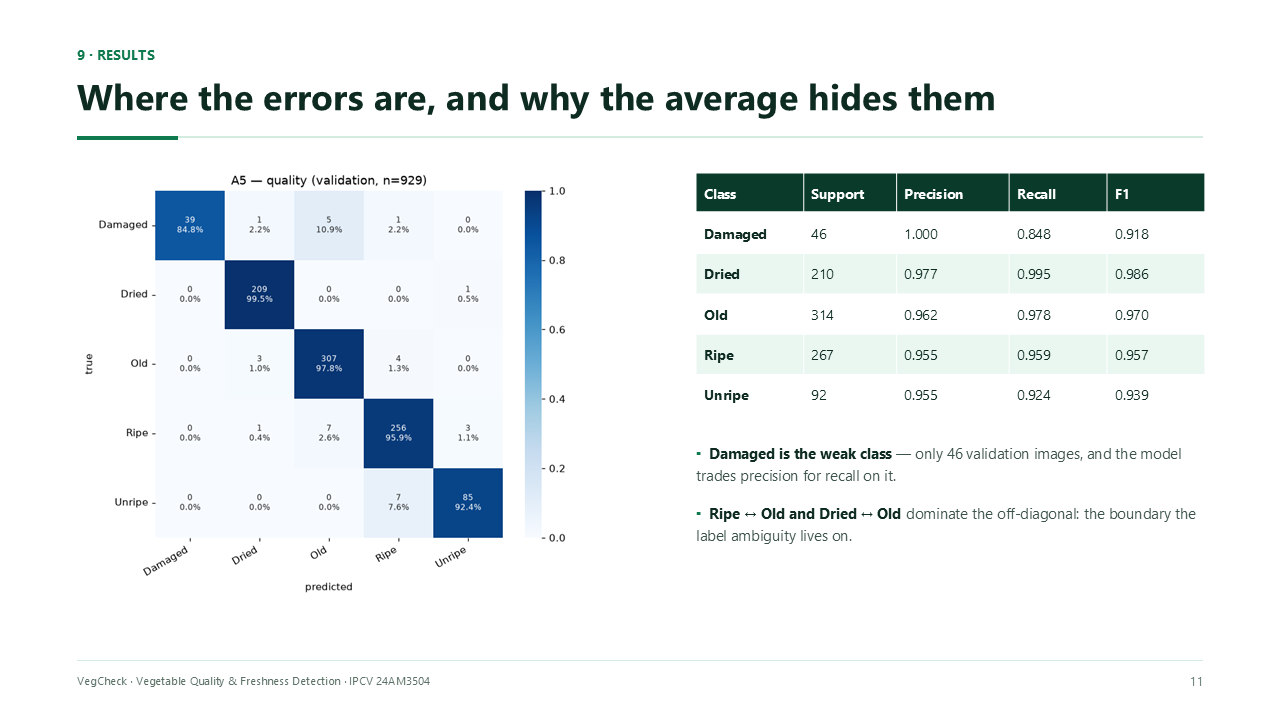 9 · RESULTS
Where the errors are, and why the average hides them
A5 — quality (validation, n=929)
true
Damaged
39 1 5 1 0
84.8% 2.2% 10.9% 2.2% 0.0%
Dried
0 209 0 0 1
0.0% 99.5% 0.0% 0.0% 0.5%
Old
0 3 307 4 0
0.0% 1.0% 97.8% 1.3% 0.0%
Ripe
0 1 7 256 3
0.0% 0.4% 2.6% 95.9% 1.1%
Unripe
0 0 0 7 85
0.0% 0.0% 0.0% 7.6% 92.4%
Damaged Dried Old Ripe Unripe
predicted
1.0
0.8
0.6
0.4
0.2
0.0
Class Support Precision Recall F1
Damaged 46 1.000 0.848 0.918
Dried 210 0.977 0.995 0.986
Old 314 0.962 0.978 0.970
Ripe 267 0.955 0.959 0.957
Unripe 92 0.955 0.924 0.939
▪ Damaged is the weak class — only 46 validation images, and the model
trades precision for recall on it.
▪ Ripe ↔ Old and Dried ↔ Old dominate the off-diagonal: the boundary the
label ambiguity lives on.
VegCheck · Vegetable Quality & Freshness Detection · IPCV 24AM3504
11